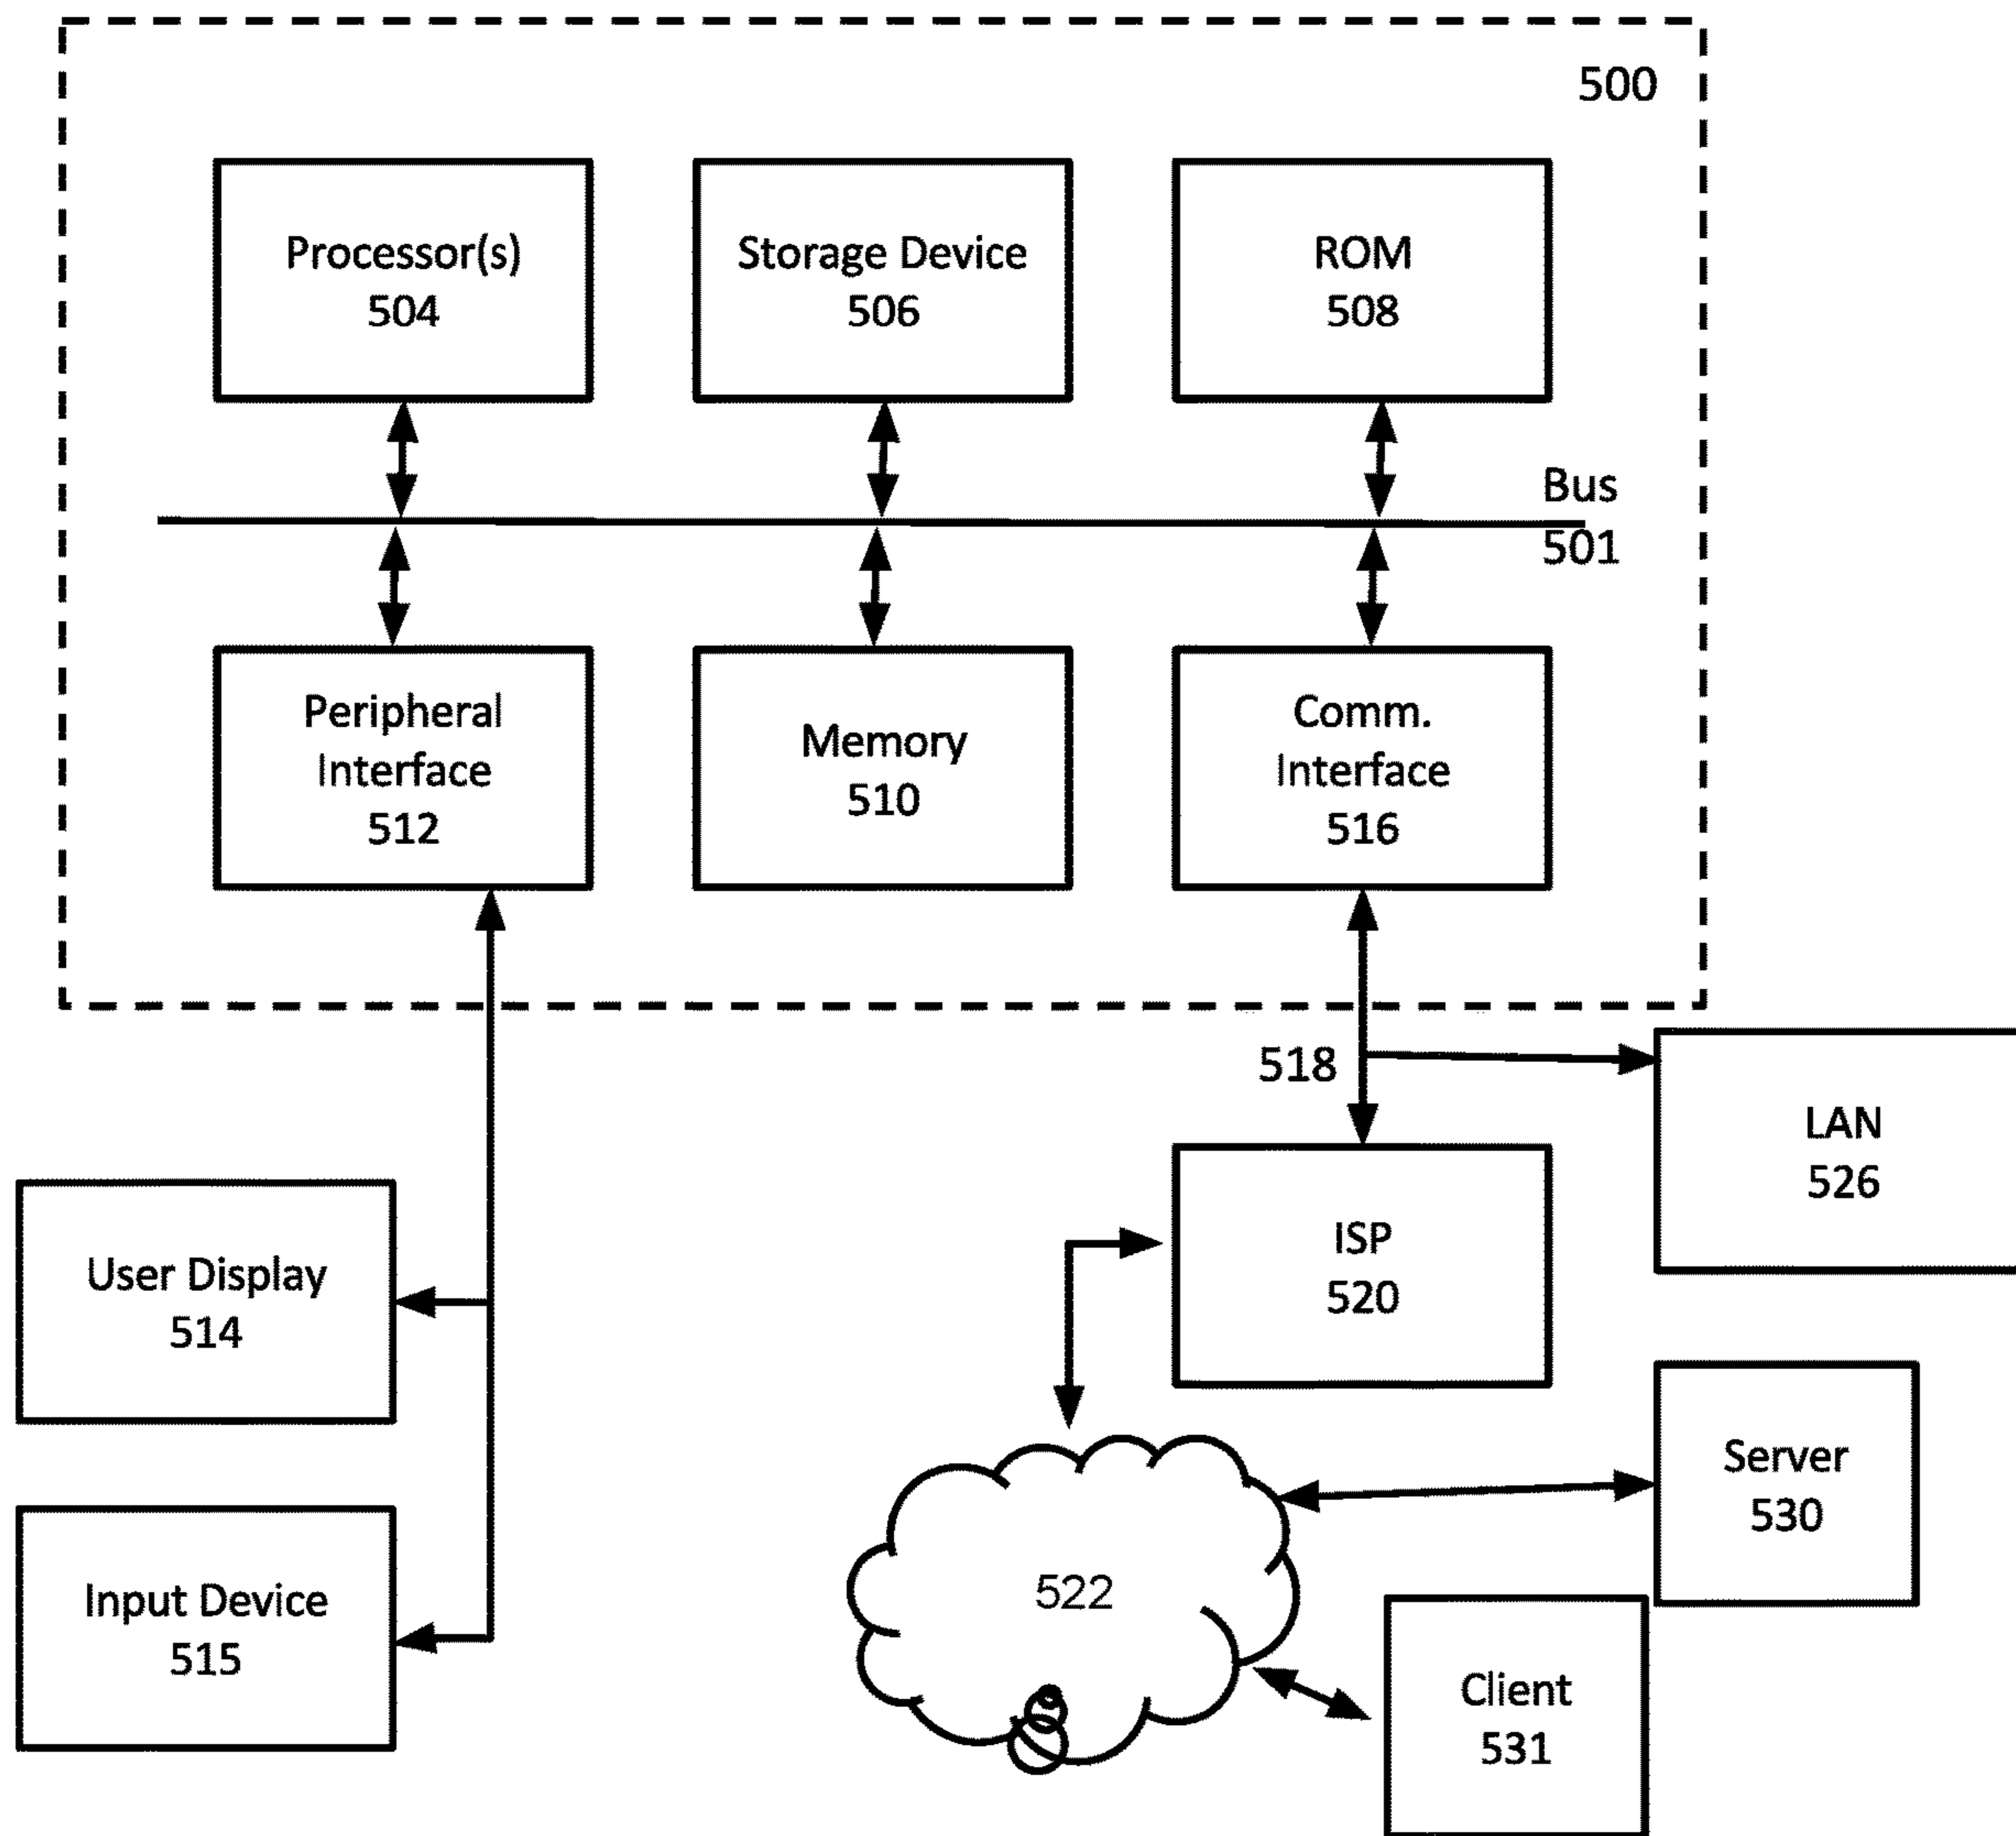 500
Processor(s)
504
Storage Device
506
ROM
508
Bus
501
Peripheral
Interface
512
Memory
510
Comm.
Interface
516
518
LAN
526
User Display
514
ISP
520
Server
530
Input Device
515
522
Client
531